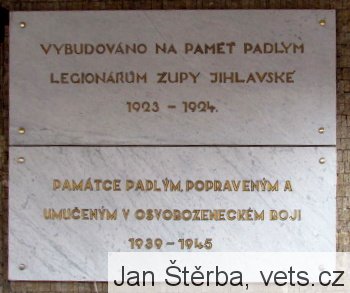 VYBUDOVÁNO NA PAMĚŤ PADLÝM
LEGIONÁŘŮM ŽUPY JIHLAVSKÉ
1923 – 1924.
PAMÁTCE PADLÝM, POPRAVENÝM A
UMUČENÝM V OSVOBOZENECKÉM BOJI
1939 – 1945
Jan Štěrba, vets.cz